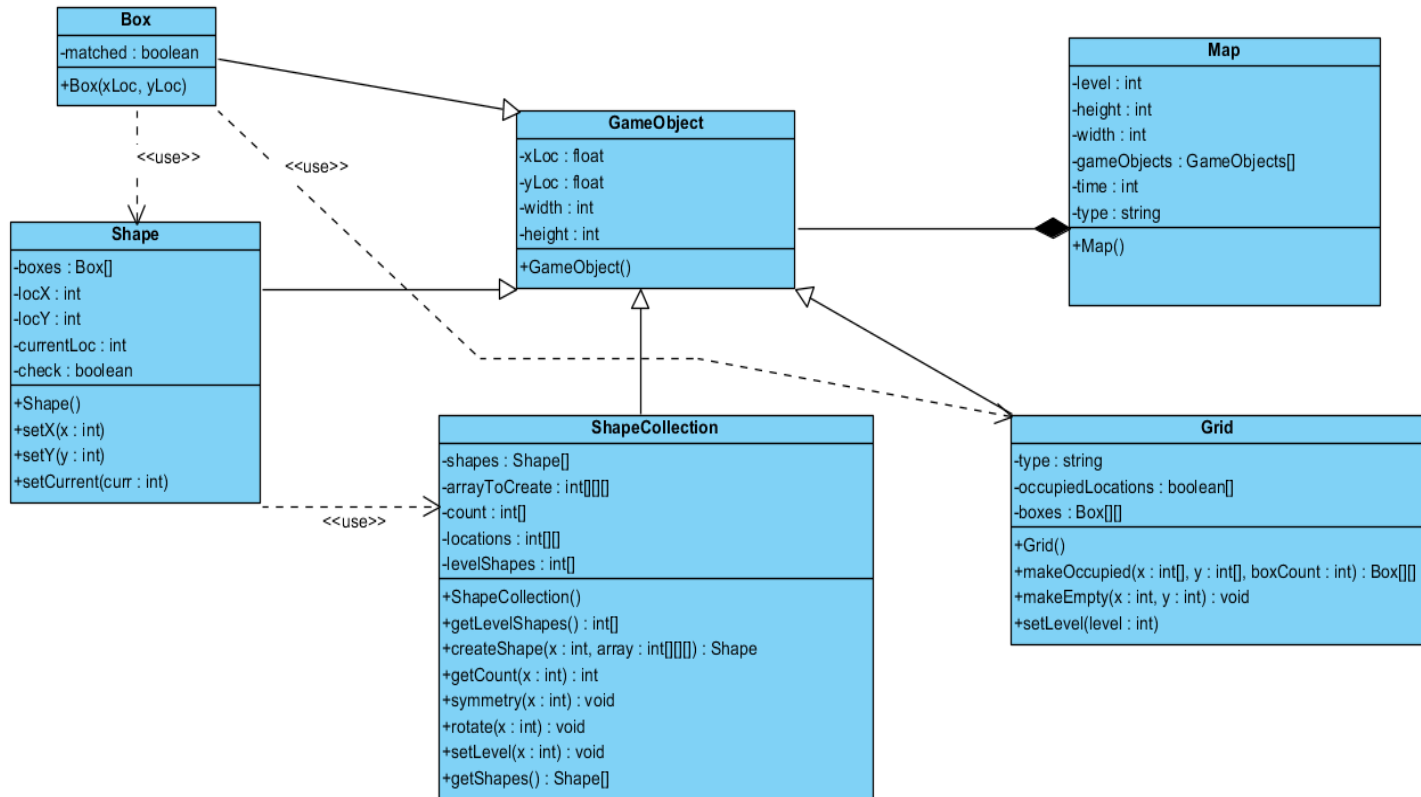 Box
-matched : boolean
+Box(xLoc, yLoc)
<<use>>
<<use>>
GameObject
-xLoc : float
-yLoc : float
-width : int
-height : int
+GameObject()
Map
-level : int
-height : int
-width : int
-gameObjects : GameObjects[]
-time : int
-type : string
+Map()
Shape
-boxes : Box[]
-locX : int
-locY : int
-currentLoc : int
-check : boolean
+Shape()
+setX(x : int)
+setY(y : int)
+setCurrent(curr : int)
<<use>>
ShapeCollection
-shapes : Shape[]
-arrayToCreate : int[][][]
-count : int[]
-locations : int[][]
-levelShapes : int[]
+ShapeCollection()
+getLevelShapes() : int[]
+createShape(x : int, array : int[][][]) : Shape
+getCount(x : int) : int
+symmetry(x : int) : void
+rotate(x : int) : void
+setLevel(x : int) : void
+getShapes() : Shape[]
Grid
-type : string
-occupiedLocations : boolean[]
-boxes : Box[][]
+Grid()
+makeOccupied(x : int[], y : int[], boxCount : int) : Box[][]
+makeEmpty(x : int, y : int) : void
+setLevel(level : int)